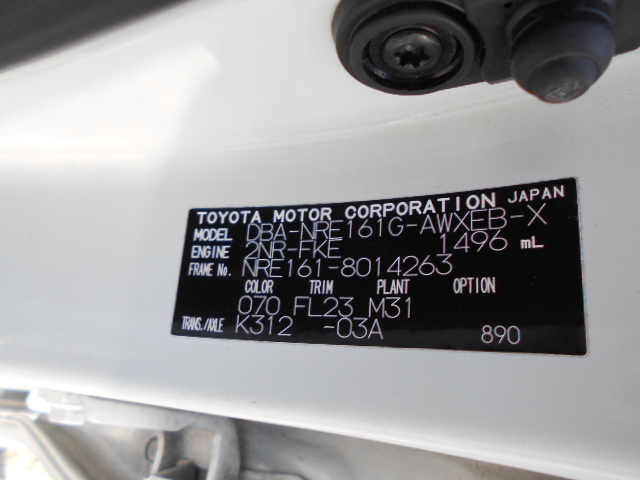 TOYOTA MOTOR CORPORATION JAPAN
MODEL DBA-NRE161G-AWXEB-X
ENGINE 2NR-FKE 1496 mL
FRAME No. NRE161-8014263
COLOR TRIM PLANT OPTION
070 FL23 M31
TRANS./AXLE K312 -03A 890